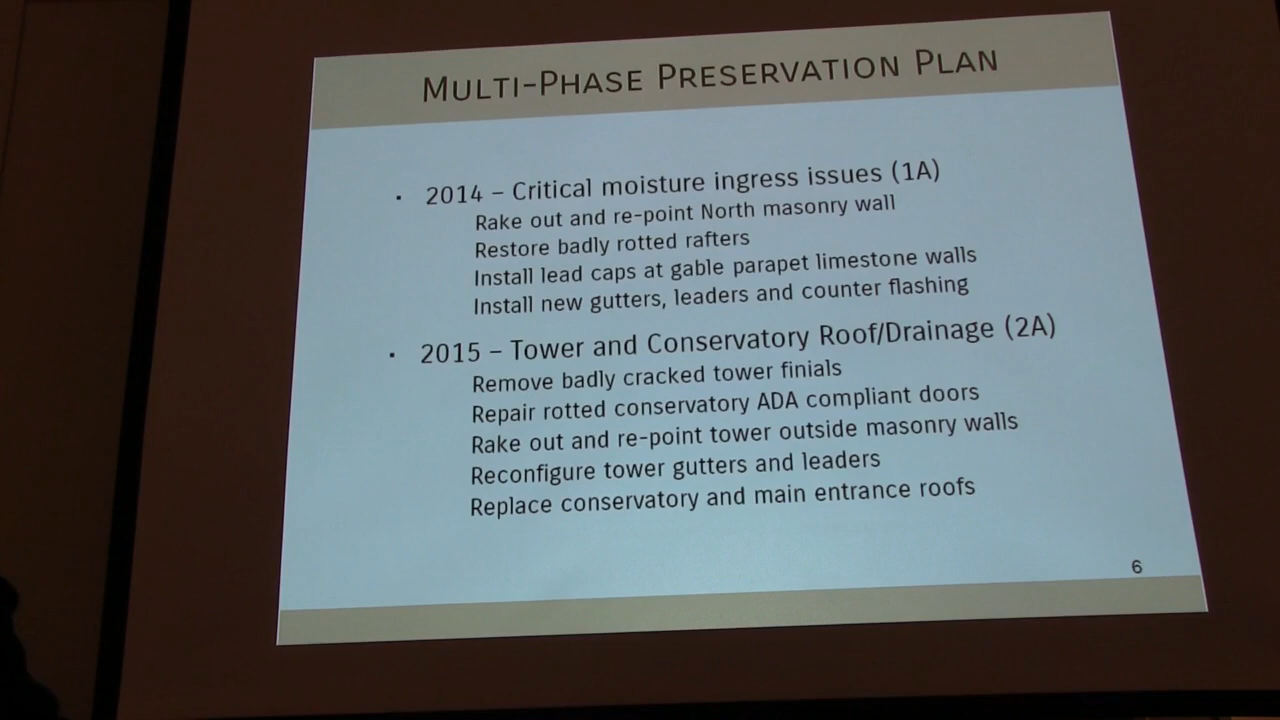 MULTI-PHASE PRESERVATION PLAN
· 2014 – Critical moisture ingress issues (1A)
Rake out and re-point North masonry wall
Restore badly rotted rafters
Install lead caps at gable parapet limestone walls
Install new gutters, leaders and counter flashing
· 2015 – Tower and Conservatory Roof/Drainage (2A)
Remove badly cracked tower finials
Repair rotted conservatory ADA compliant doors
Rake out and re-point tower outside masonry walls
Reconfigure tower gutters and leaders
Replace conservatory and main entrance roofs
6